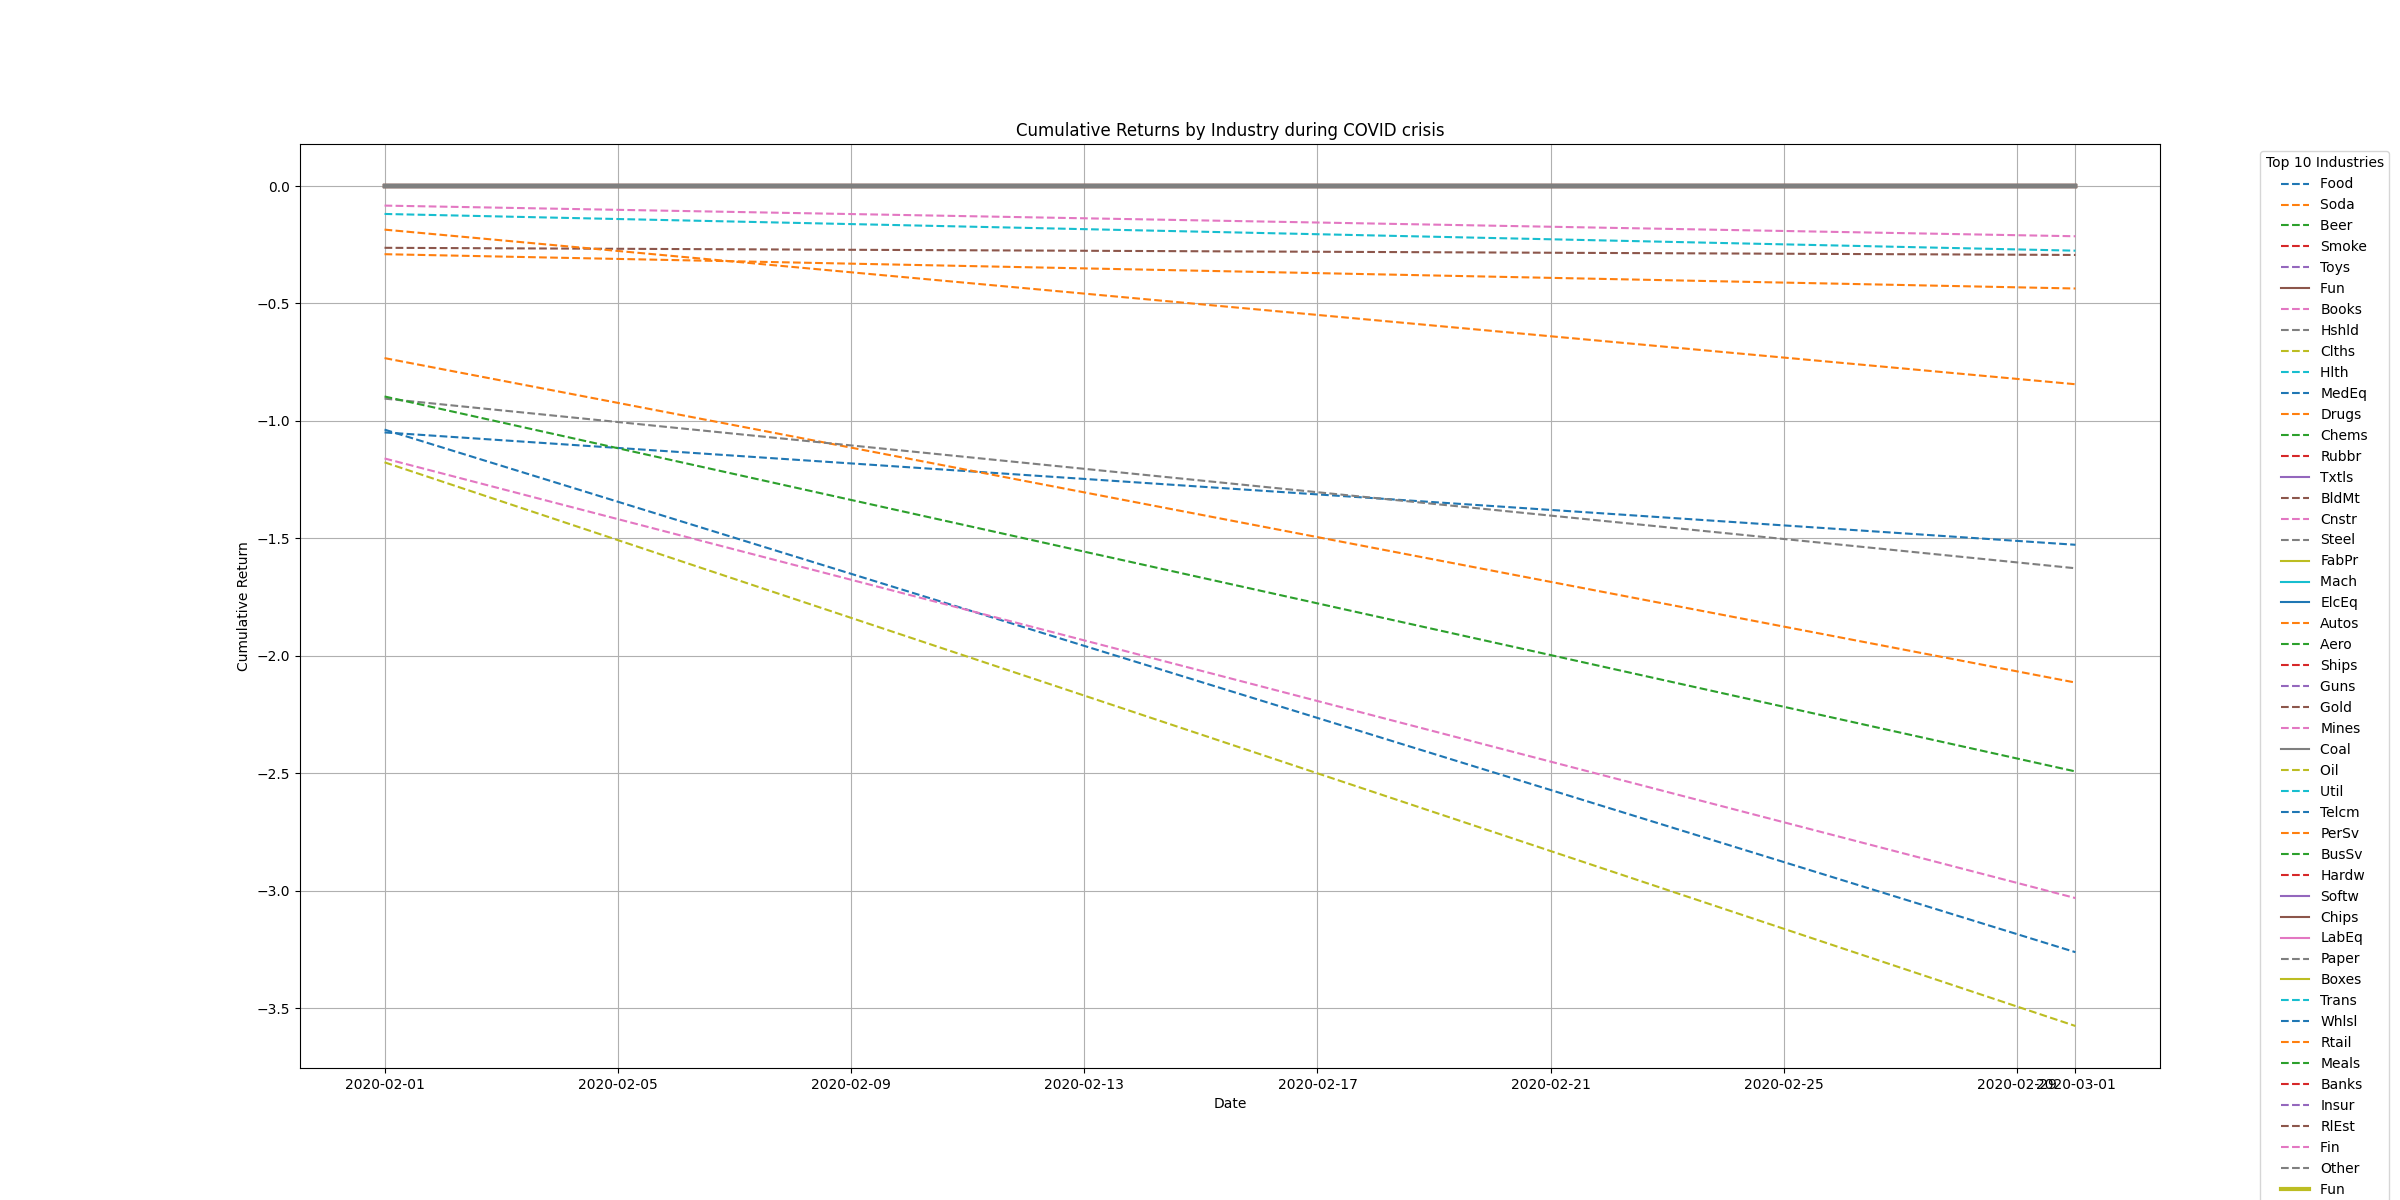 Cumulative Returns by Industry during COVID crisis
Cumulative Return
0.0
−0.5
−1.0
−1.5
−2.0
−2.5
−3.0
−3.5
2020-02-01
2020-02-05
2020-02-09
2020-02-13
2020-02-17
2020-02-21
2020-02-25
2020-02-29
2020-03-01
Date
Top 10 Industries
Food
Soda
Beer
Smoke
Toys
Fun
Books
Hshld
Clths
Hlth
MedEq
Drugs
Chems
Rubbr
Txtls
BldMt
Cnstr
Steel
FabPr
Mach
ElcEq
Autos
Aero
Ships
Guns
Gold
Mines
Coal
Oil
Util
Telcm
PerSv
BusSv
Hardw
Softw
Chips
LabEq
Paper
Boxes
Trans
Whlsl
Rtail
Meals
Banks
Insur
RlEst
Fin
Other
Fun